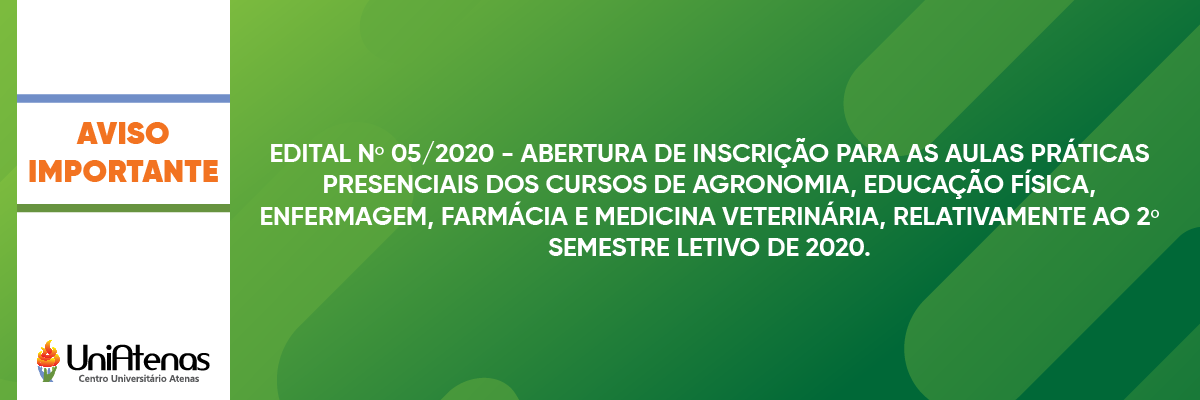 AVISO
IMPORTANTE
EDITAL Nº 05/2020 - ABERTURA DE INSCRIÇÃO PARA AS AULAS PRÁTICAS
PRESENCIAIS DOS CURSOS DE AGRONOMIA, EDUCAÇÃO FÍSICA,
ENFERMAGEM, FARMÁCIA E MEDICINA VETERINÁRIA, RELATIVAMENTE AO 2º
SEMESTRE LETIVO DE 2020.
UniAtenas
Centro Universitário Atenas